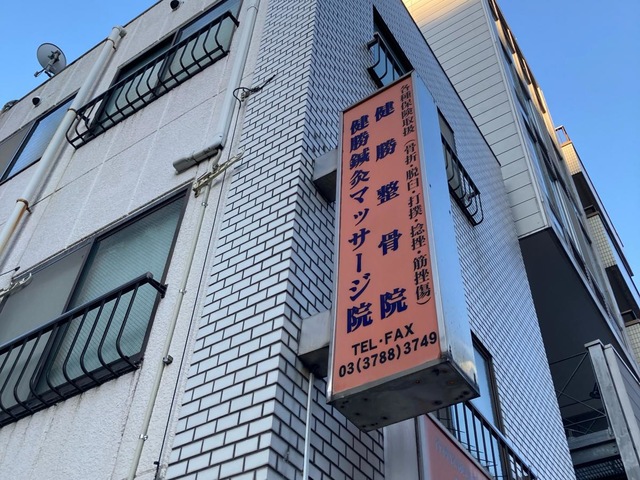 各種保険取扱(骨折・脱臼・打撲・捻挫・筋挫傷)
健勝整骨院
健勝鍼灸マッサージ院
TEL・FAX
03(3788)3749